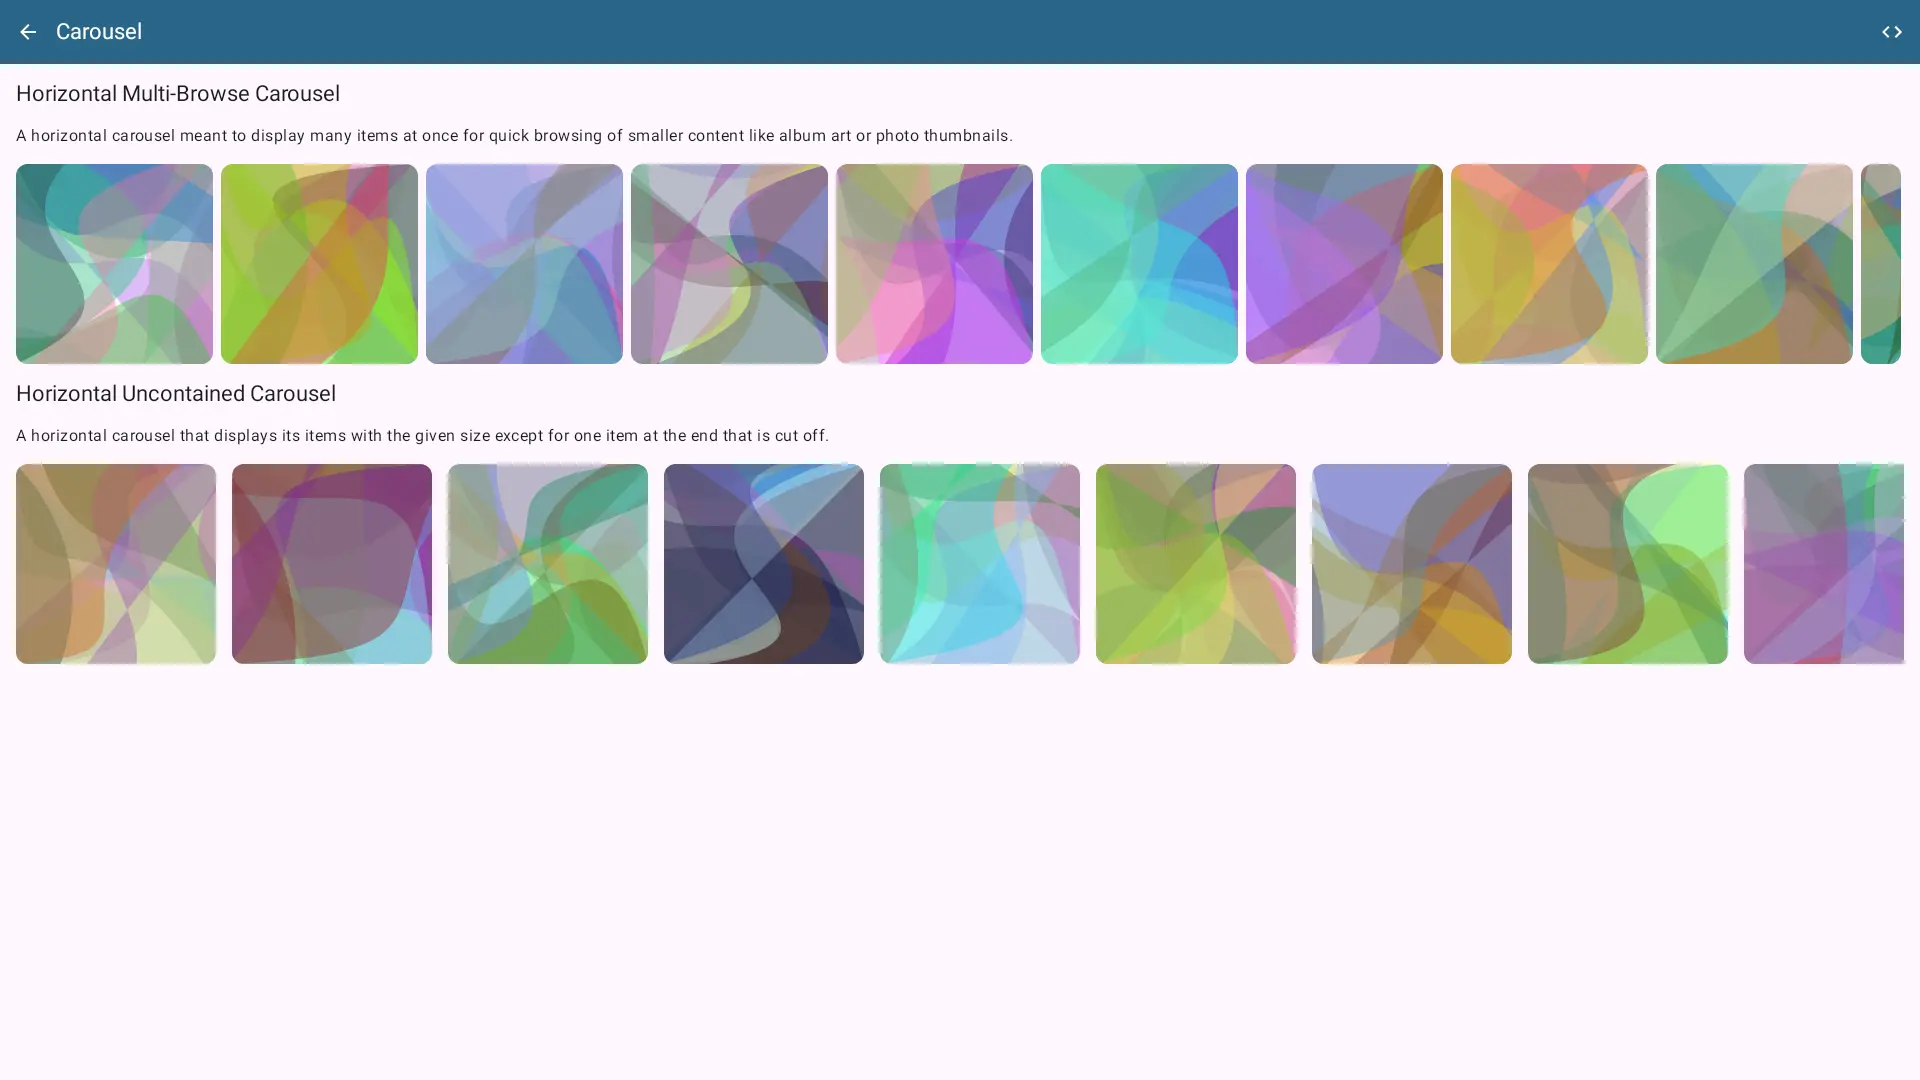 Carousel
Horizontal Multi-Browse Carousel
A horizontal carousel meant to display many items at once for quick browsing of smaller content like album art or photo thumbnails.
Horizontal Uncontained Carousel
A horizontal carousel that displays its items with the given size except for one item at the end that is cut off.